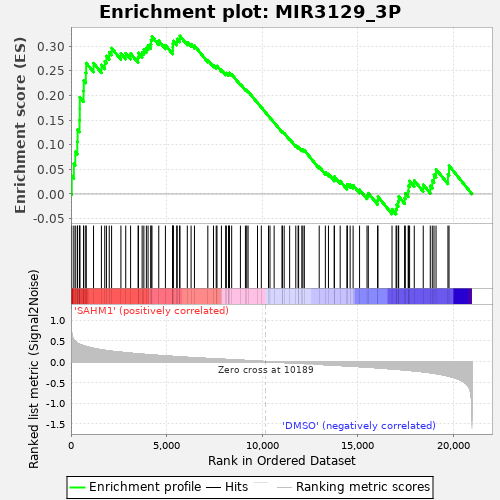 Enrichment plot: MIR3129_3P
Enrichment score (ES)
0.30
0.25
0.20
0.15
0.10
0.05
0.00
-0.05
'SAHM1' (positively correlated)
Ranked list metric (Signal2Noise)
1.0
0.5
0.0
-0.5
-1.0
-1.5
Zero cross at 10189
'DMSO' (negatively correlated)
0 5,000 10,000 15,000 20,000
Rank in Ordered Dataset
Enrichment profile Hits Ranking metric scores